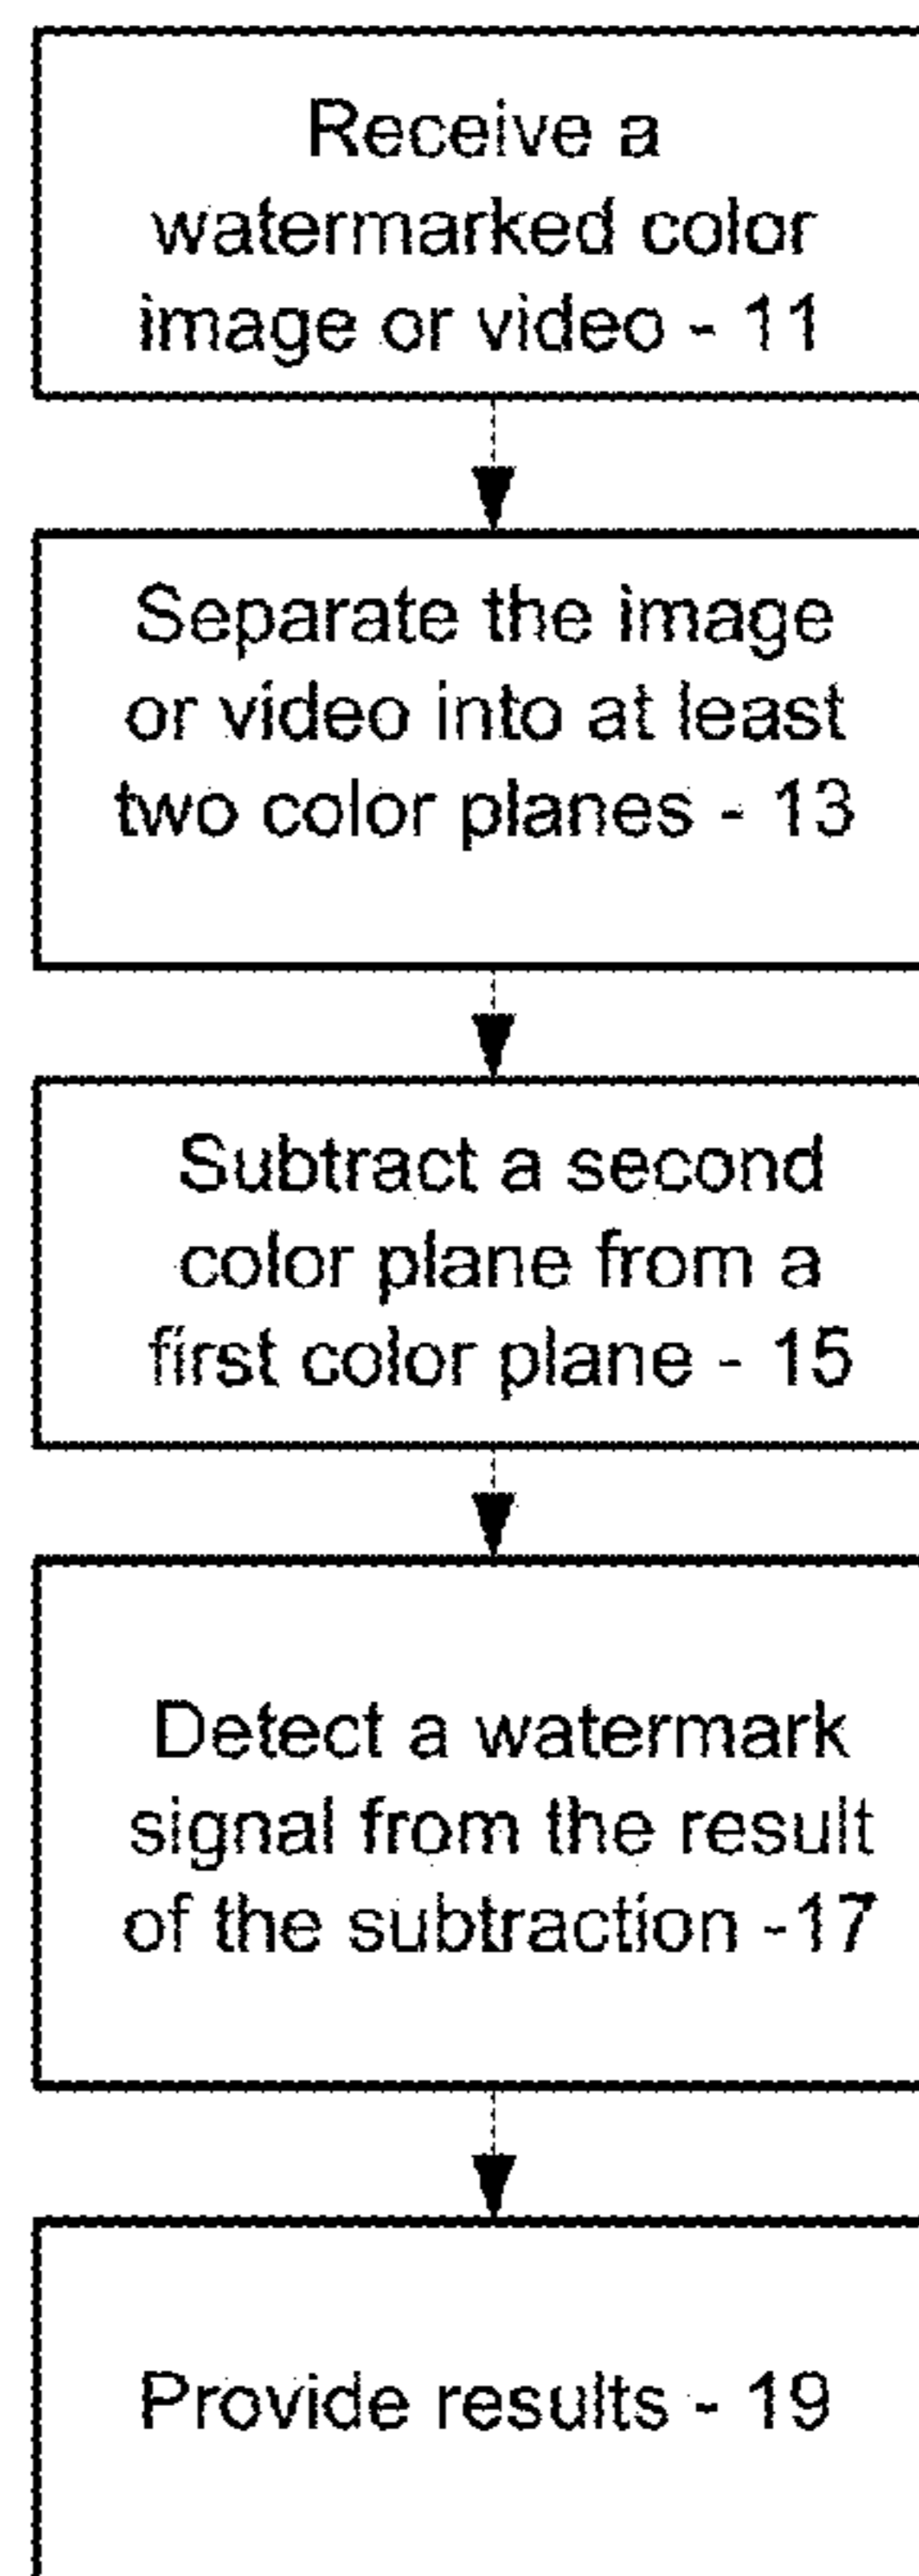 Receive a
watermarked color
image or video - 11
Separate the image
or video into at least
two color planes - 13
Subtract a second
color plane from a
first color plane - 15
Detect a watermark
signal from the result
of the subtraction -17
Provide results - 19